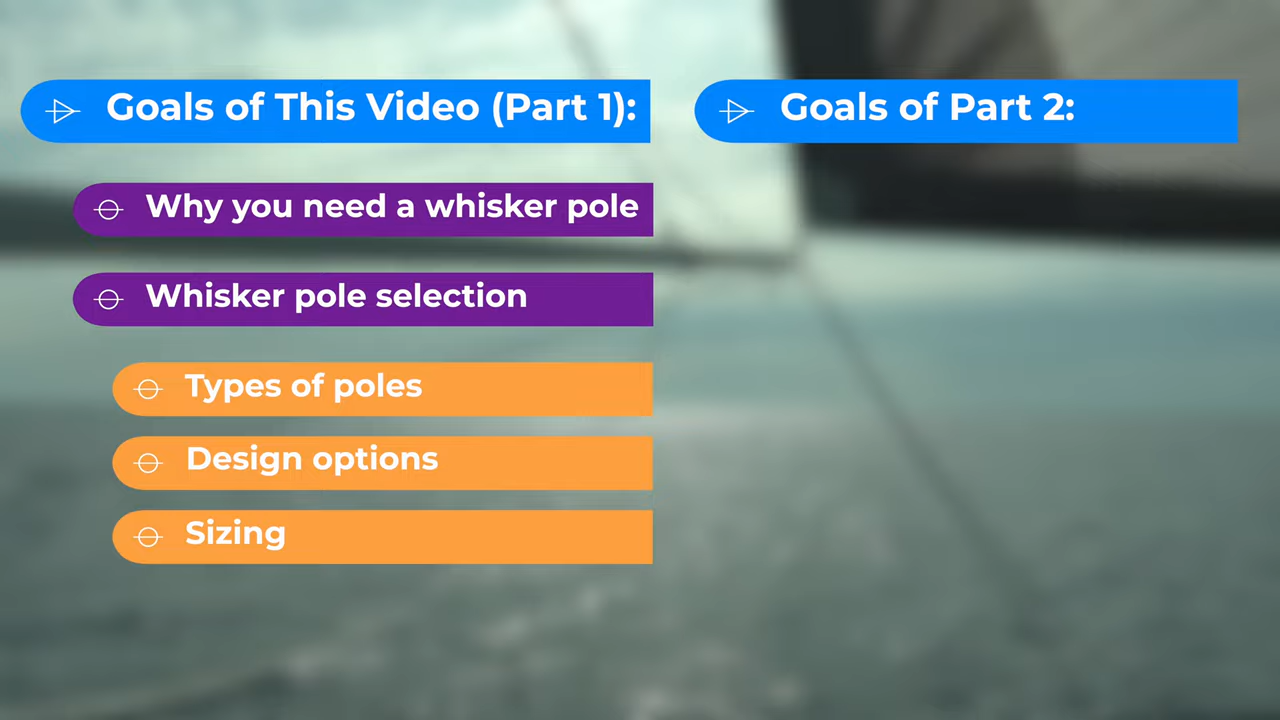 Goals of This Video (Part 1):
Why you need a whisker pole
Whisker pole selection
Types of poles
Design options
Sizing
Goals of Part 2: